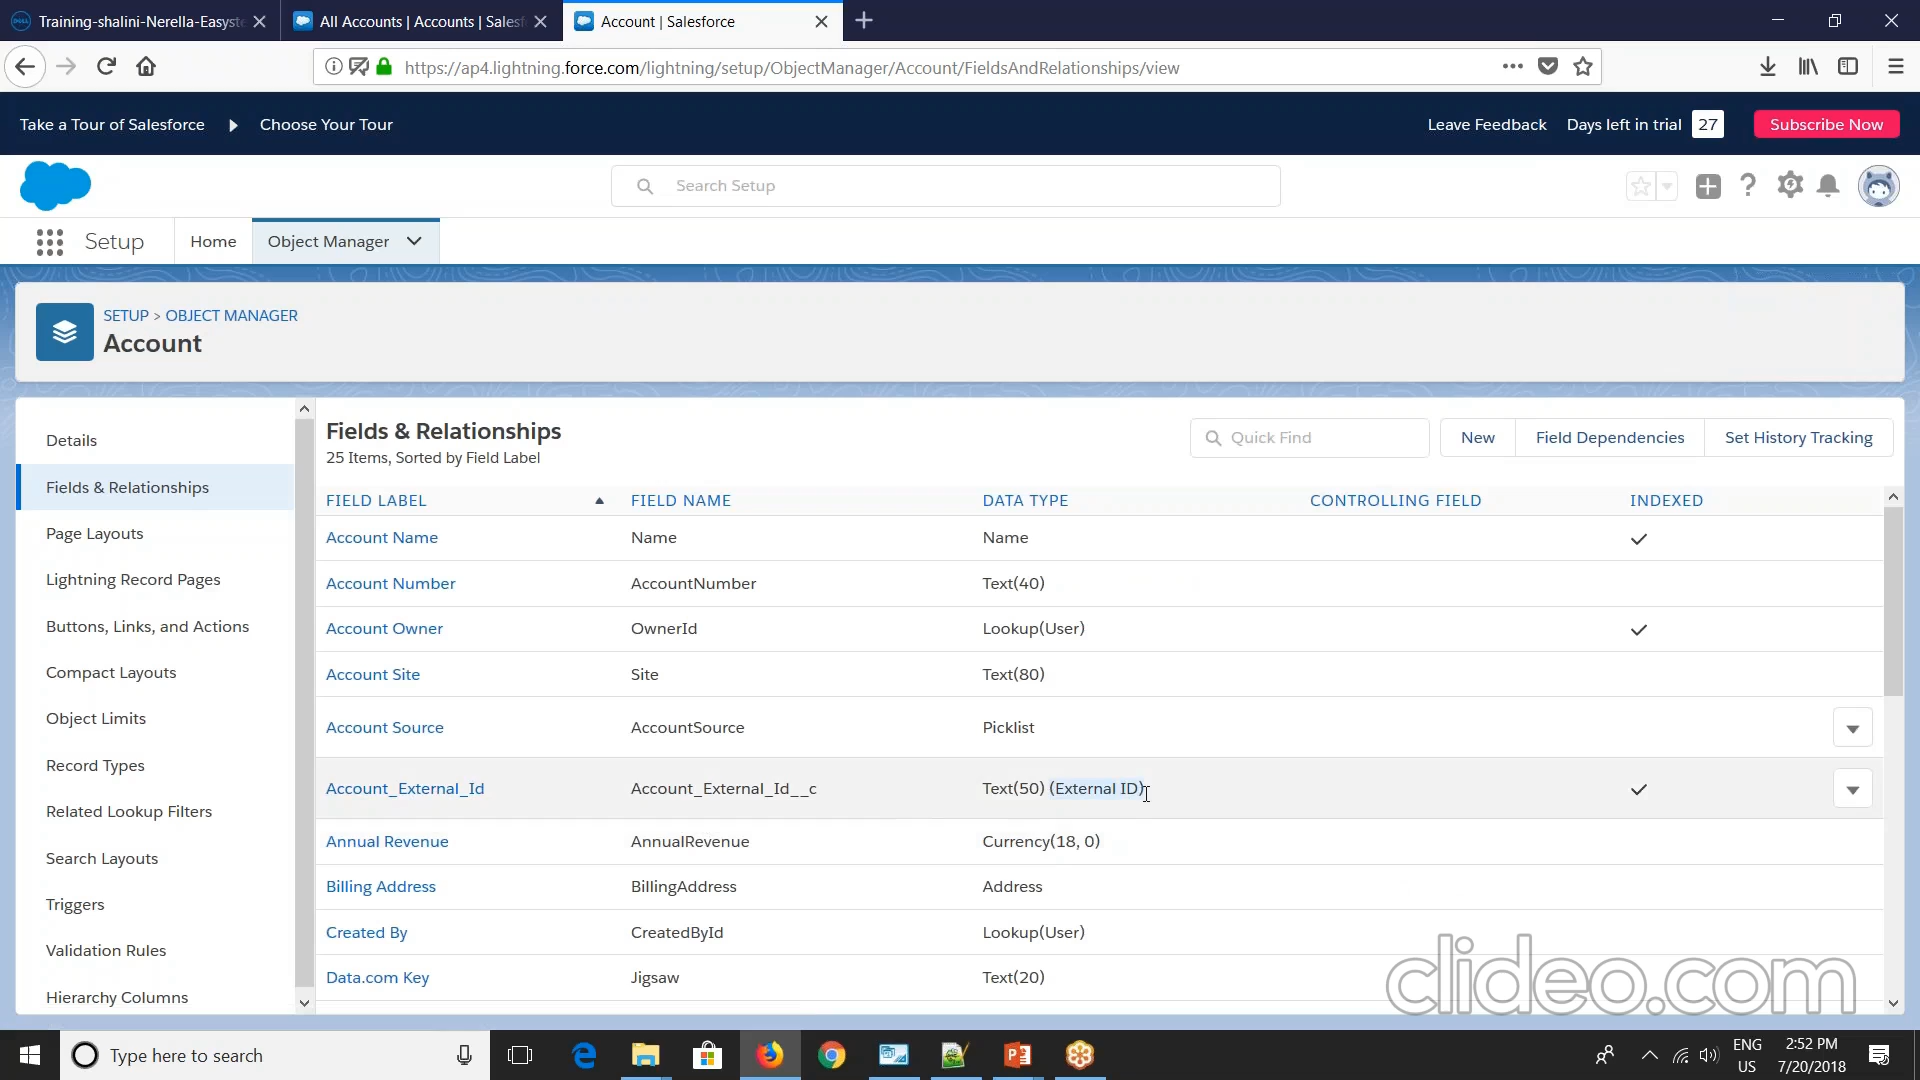 Training-shalini-Nerella-Easyste
All Accounts | Accounts | Salesf
Account | Salesforce
https://ap4.lightning.force.com/lightning/setup/ObjectManager/Account/FieldsAndRelationships/view
Take a Tour of Salesforce
Choose Your Tour
Leave Feedback
Days left in trial 27
Subscribe Now
Search Setup
Setup
Home
Object Manager
SETUP > OBJECT MANAGER
Account
Details
Fields & Relationships
Page Layouts
Lightning Record Pages
Buttons, Links, and Actions
Compact Layouts
Object Limits
Record Types
Related Lookup Filters
Search Layouts
Triggers
Validation Rules
Hierarchy Columns
Fields & Relationships
25 Items, Sorted by Field Label
Quick Find
New
Field Dependencies
Set History Tracking
FIELD LABEL FIELD NAME DATA TYPE CONTROLLING FIELD INDEXED
Account Name Name Name
Account Number AccountNumber Text(40)
Account Owner OwnerId Lookup(User)
Account Site Site Text(80)
Account Source AccountSource Picklist
Account_External_Id Account_External_Id__c Text(50) (External ID)
Annual Revenue AnnualRevenue Currency(18, 0)
Billing Address BillingAddress Address
Created By CreatedById Lookup(User)
Data.com Key Jigsaw Text(20)
clideo.com
Type here to search
ENG
US
2:52 PM
7/20/2018